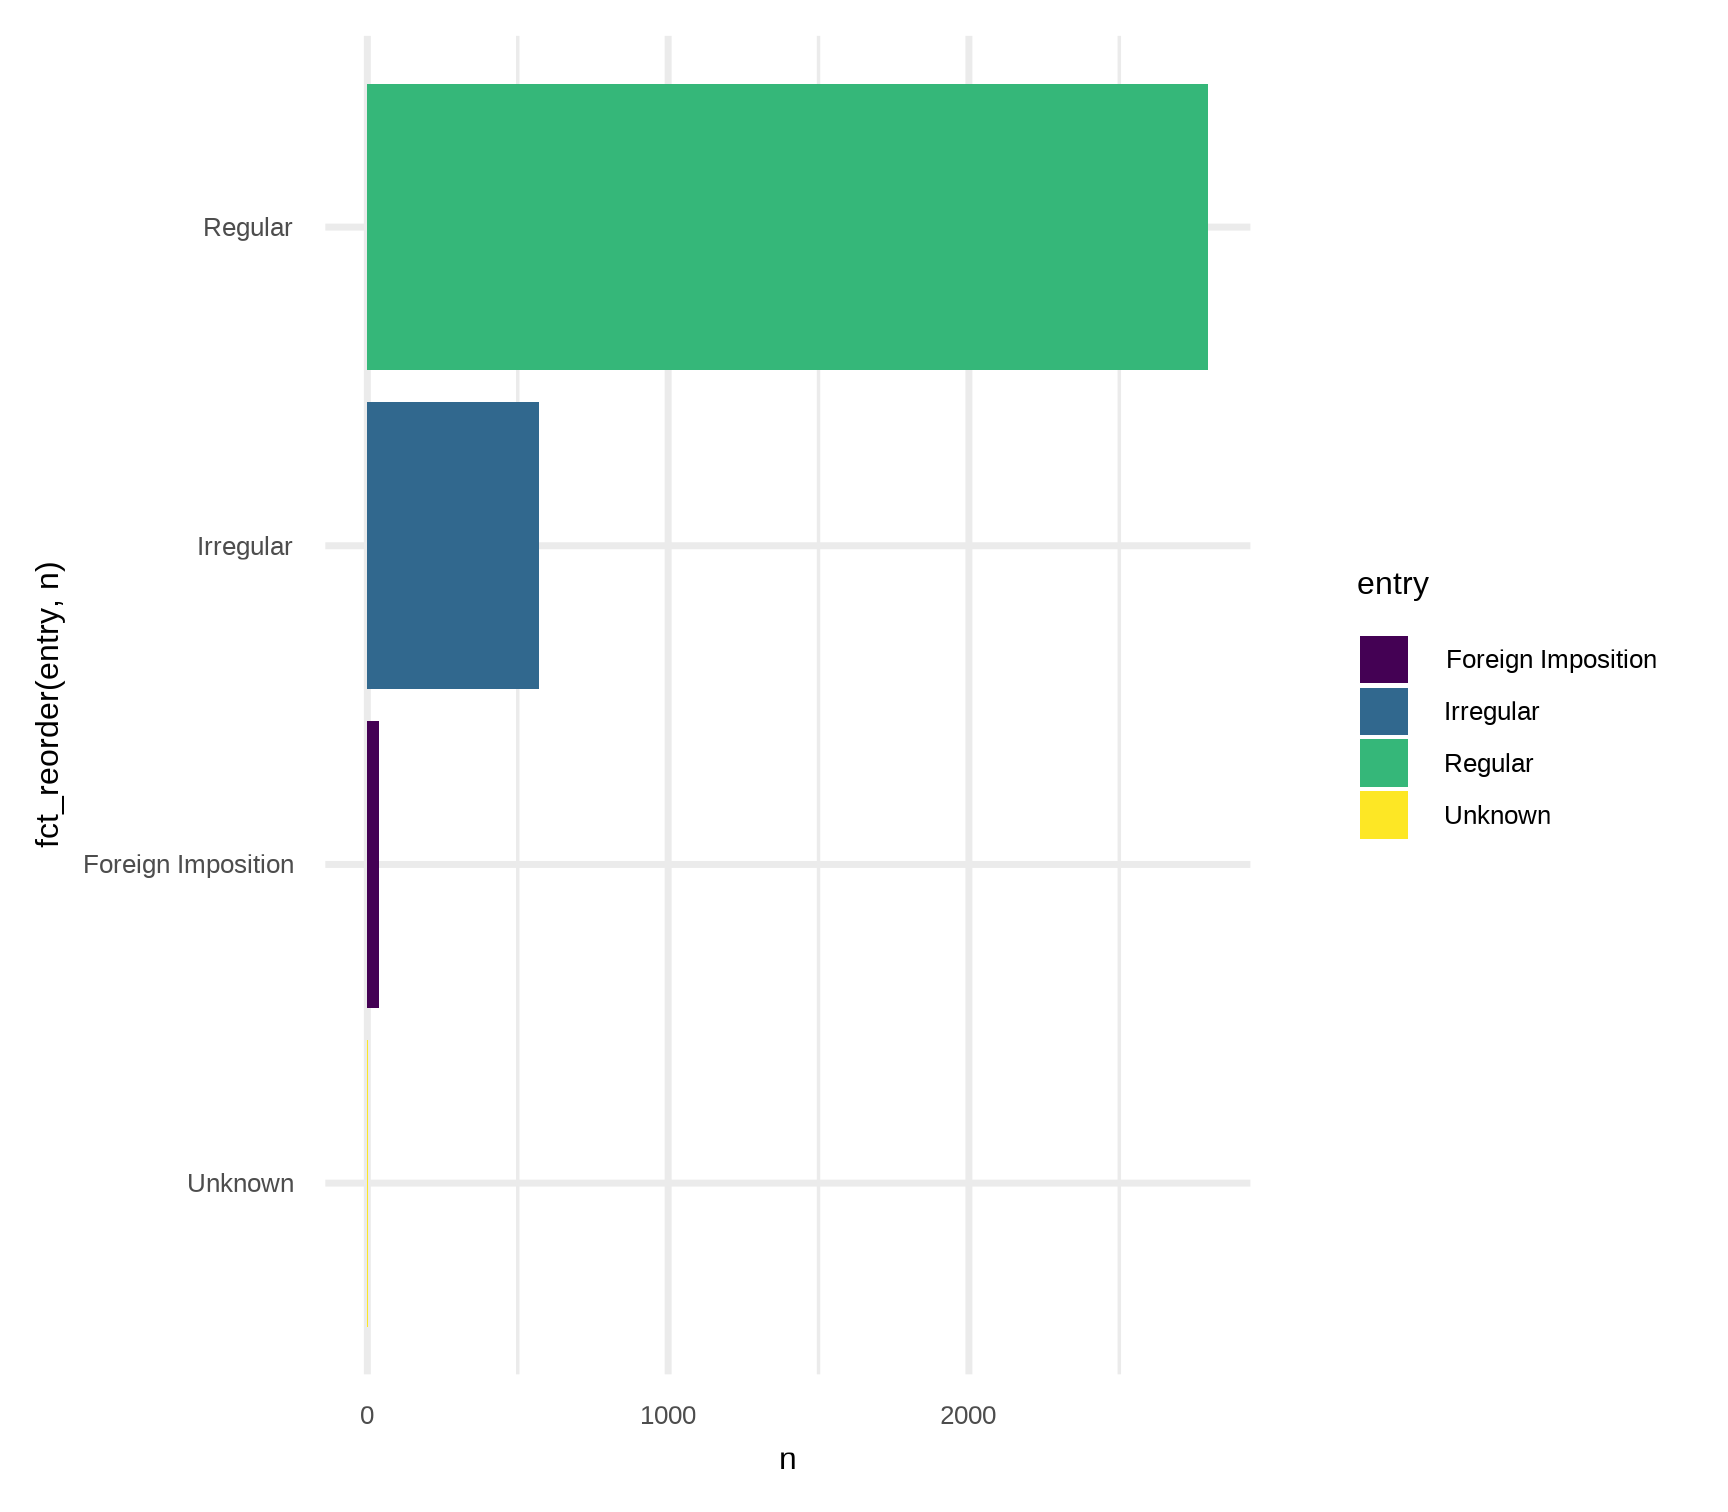 fct_reorder(entry, n)
Regular
Irregular
Foreign Imposition
Unknown
0 1000 2000
n
entry
Foreign Imposition
Irregular
Regular
Unknown